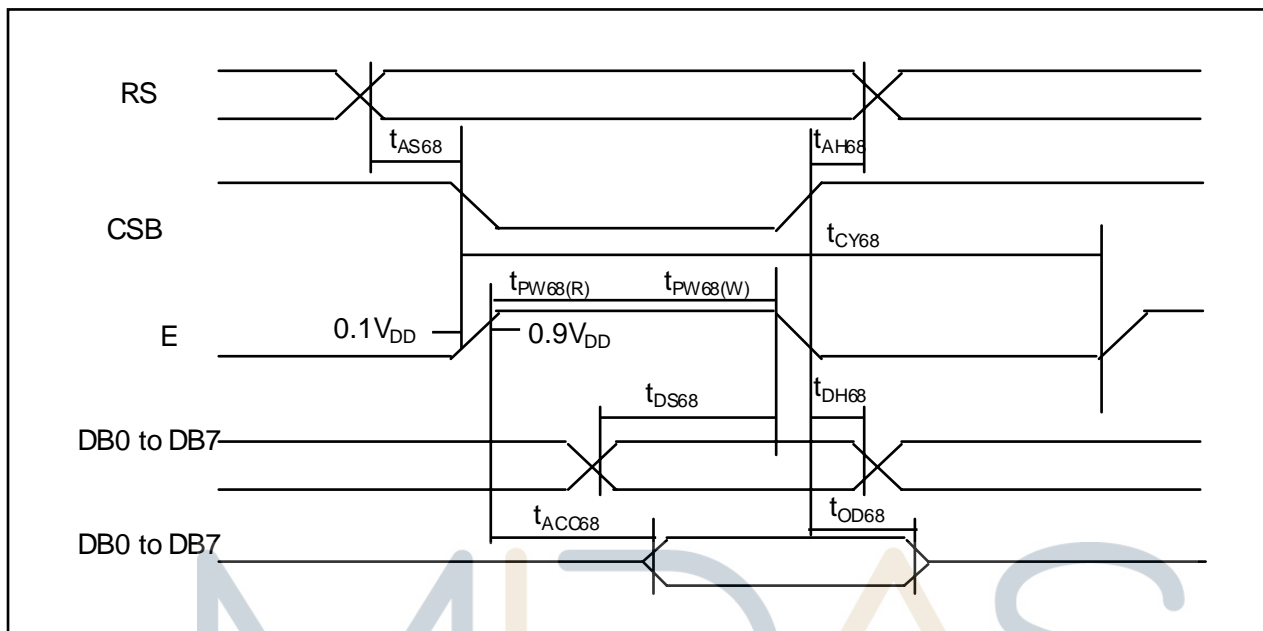 RS
tAS68
tAH68
CSB
tCY68
tPW68(R)
tPW68(W)
E
0.1VDD
0.9VDD
tDS68
tDH68
DB0 to DB7
tACC68
tOD68
DB0 to DB7
MIDAS